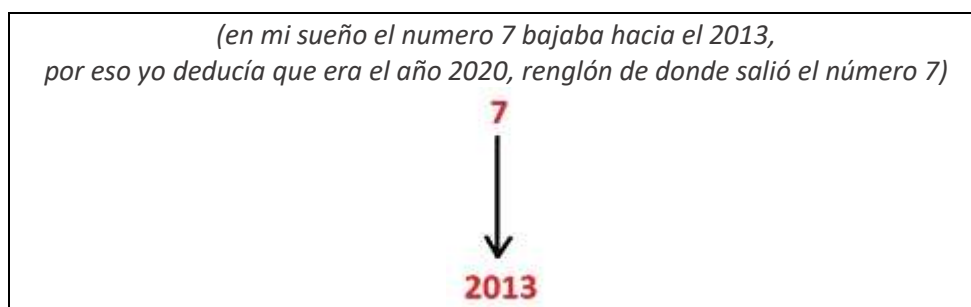 (en mi sueño el numero 7 bajaba hacia el 2013,
por eso yo deducía que era el año 2020, renglón de donde salió el número 7)
7
2013